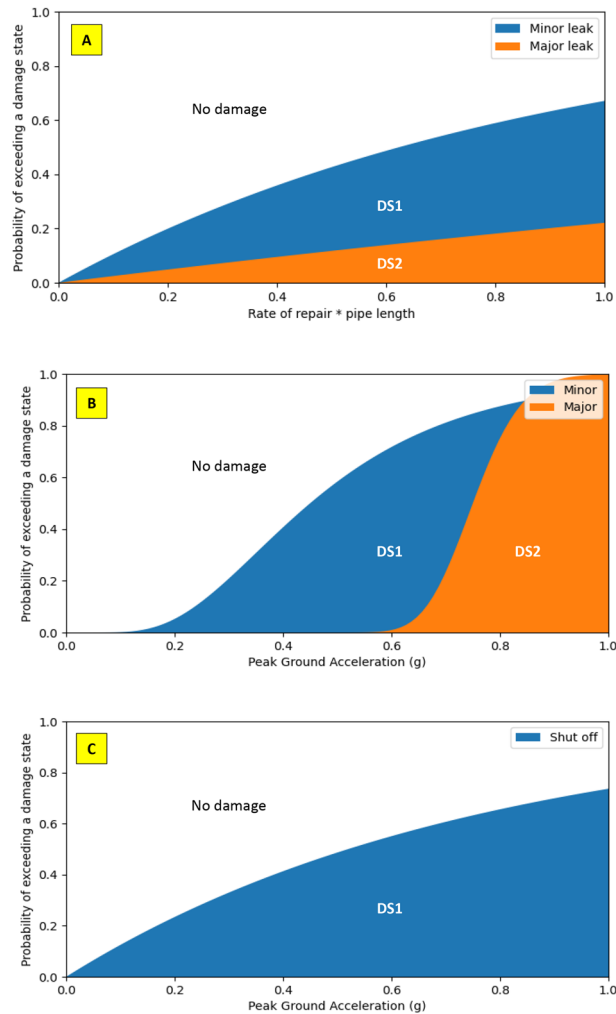 A
Minor leak
Major leak
No damage
DS1
DS2
Probability of exceeding a damage state
1.0
0.8
0.6
0.4
0.2
0.0
0.0 0.2 0.4 0.6 0.8 1.0
Rate of repair * pipe length
B
Minor
Major
No damage
DS1 DS2
Probability of exceeding a damage state
1.0
0.8
0.6
0.4
0.2
0.0
0.0 0.2 0.4 0.6 0.8 1.0
Peak Ground Acceleration (g)
C
Shut off
No damage
DS1
Probability of exceeding a damage state
1.0
0.8
0.6
0.4
0.2
0.0
0.0 0.2 0.4 0.6 0.8 1.0
Peak Ground Acceleration (g)